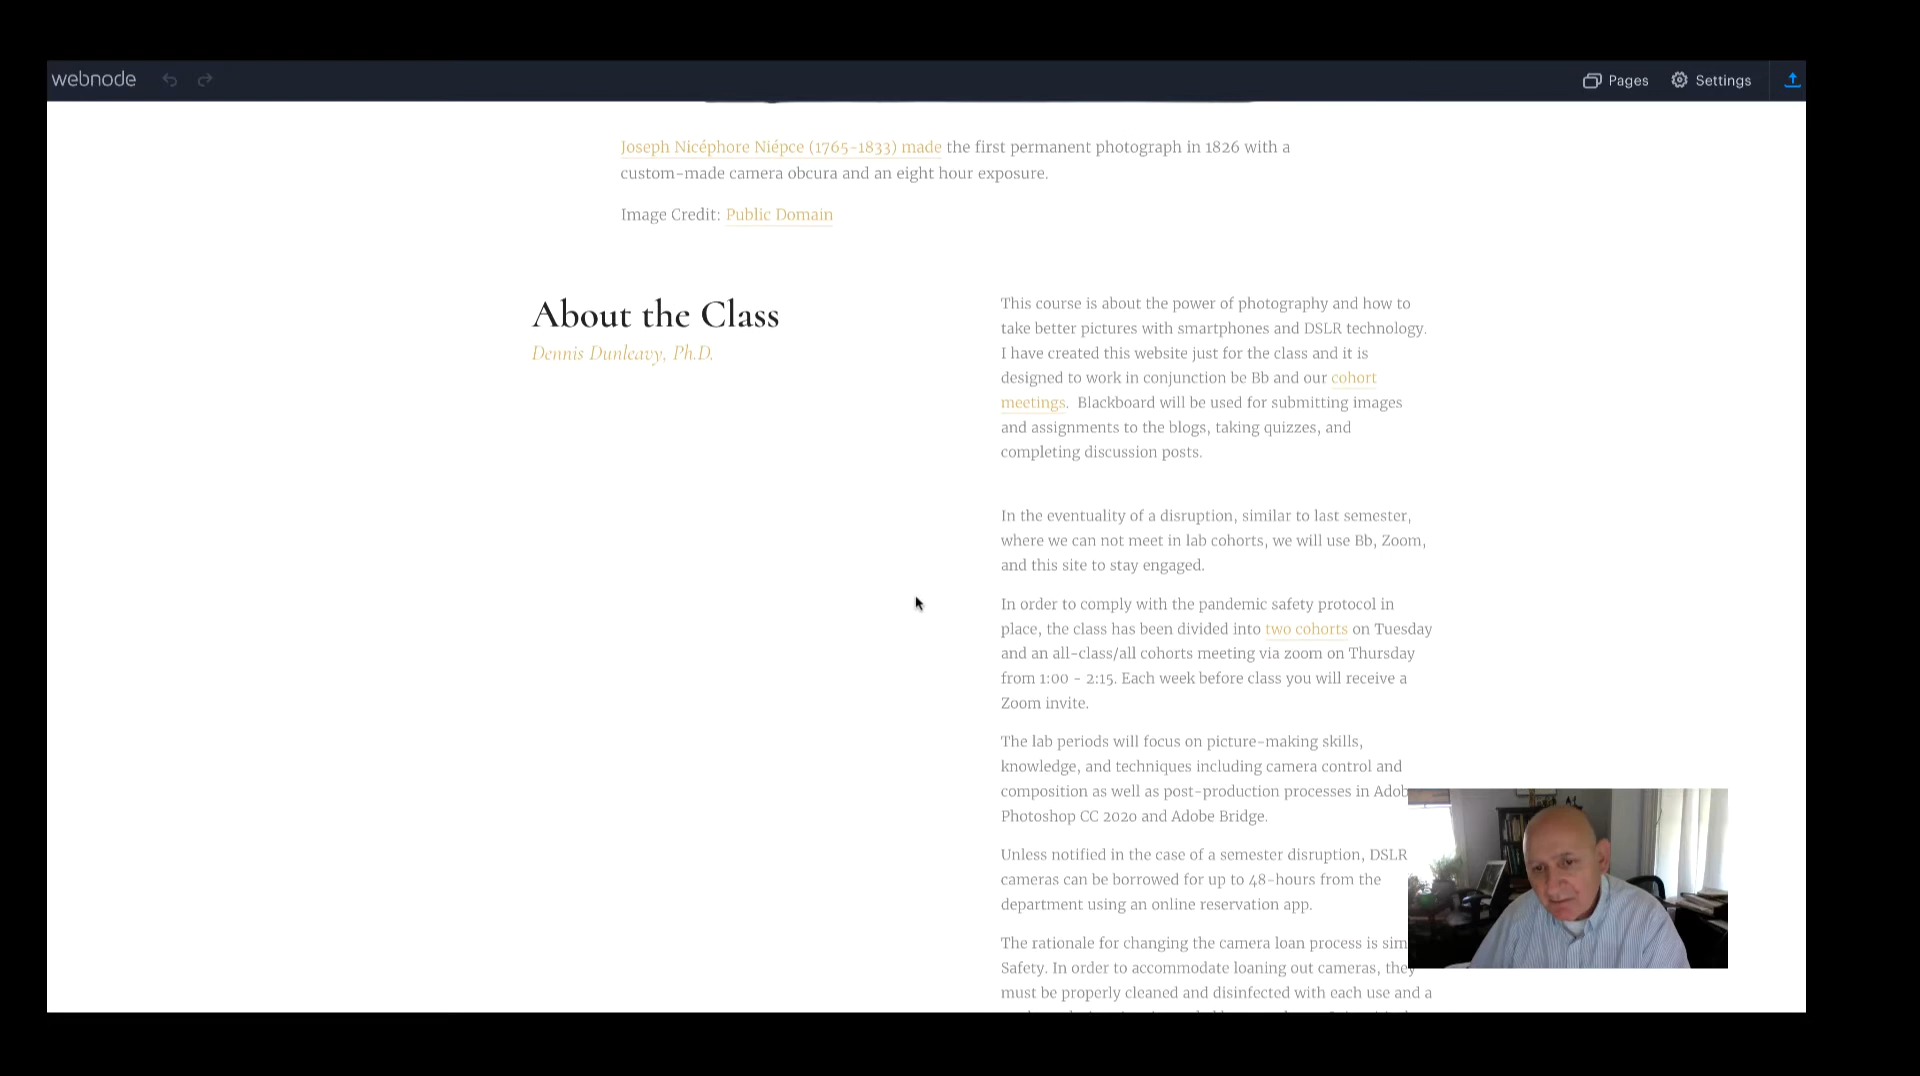 webnode
Pages
Settings
Joseph Nicéphore Niépce (1765-1833) made the first permanent photograph in 1826 with a
custom-made camera obcura and an eight hour exposure.
Image Credit: Public Domain
About the Class
Dennis Dunleavy, Ph.D.
This course is about the power of photography and how to
take better pictures with smartphones and DSLR technology.
I have created this website just for the class and it is
designed to work in conjunction be Bb and our cohort
meetings.  Blackboard will be used for submitting images
and assignments to the blogs, taking quizzes, and
completing discussion posts.
In the eventuality of a disruption, similar to last semester,
where we can not meet in lab cohorts, we will use Bb, Zoom,
and this site to stay engaged.
In order to comply with the pandemic safety protocol in
place, the class has been divided into two cohorts on Tuesday
and an all-class/all cohorts meeting via zoom on Thursday
from 1:00 - 2:15. Each week before class you will receive a
Zoom invite.
The lab periods will focus on picture-making skills,
knowledge, and techniques including camera control and
composition as well as post-production processes in Adob
Photoshop CC 2020 and Adobe Bridge.
Unless notified in the case of a semester disruption, DSLR
cameras can be borrowed for up to 48-hours from the
department using an online reservation app.
The rationale for changing the camera loan process is sim
Safety. In order to accommodate loaning out cameras, they
must be properly cleaned and disinfected with each use and a